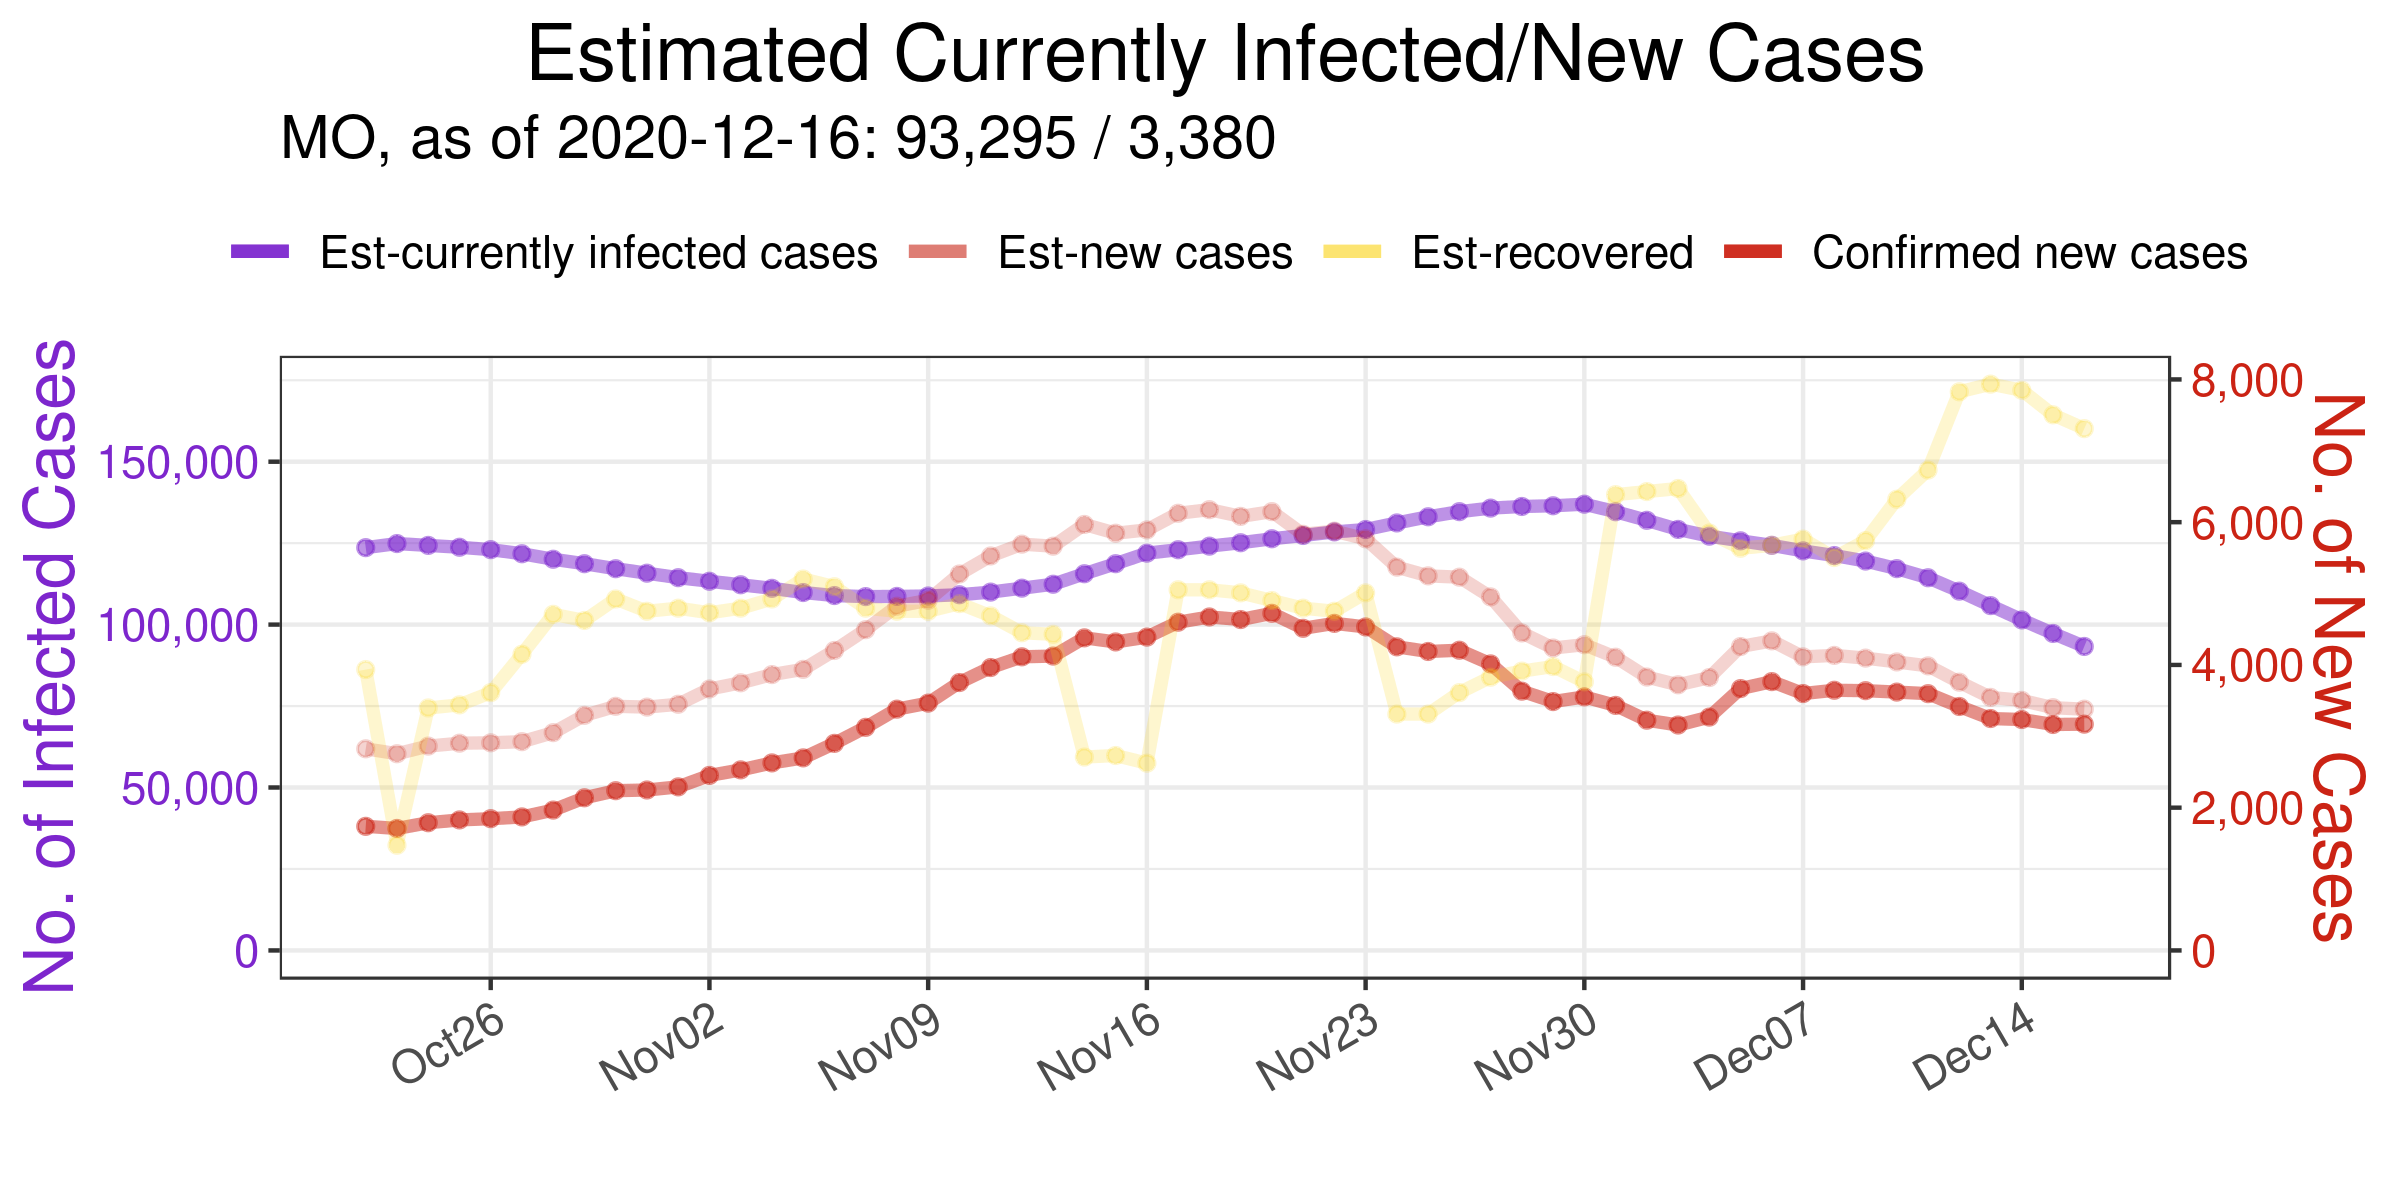 Estimated Currently Infected/New Cases
MO, as of 2020-12-16: 93,295 / 3,380
Est-currently infected cases Est-new cases Est-recovered Confirmed new cases
No. of Infected Cases
150,000
100,000
50,000
0
8,000
6,000
4,000
2,000
0
No. of New Cases
Oct26 Nov02 Nov09 Nov16 Nov23 Nov30 Dec07 Dec14